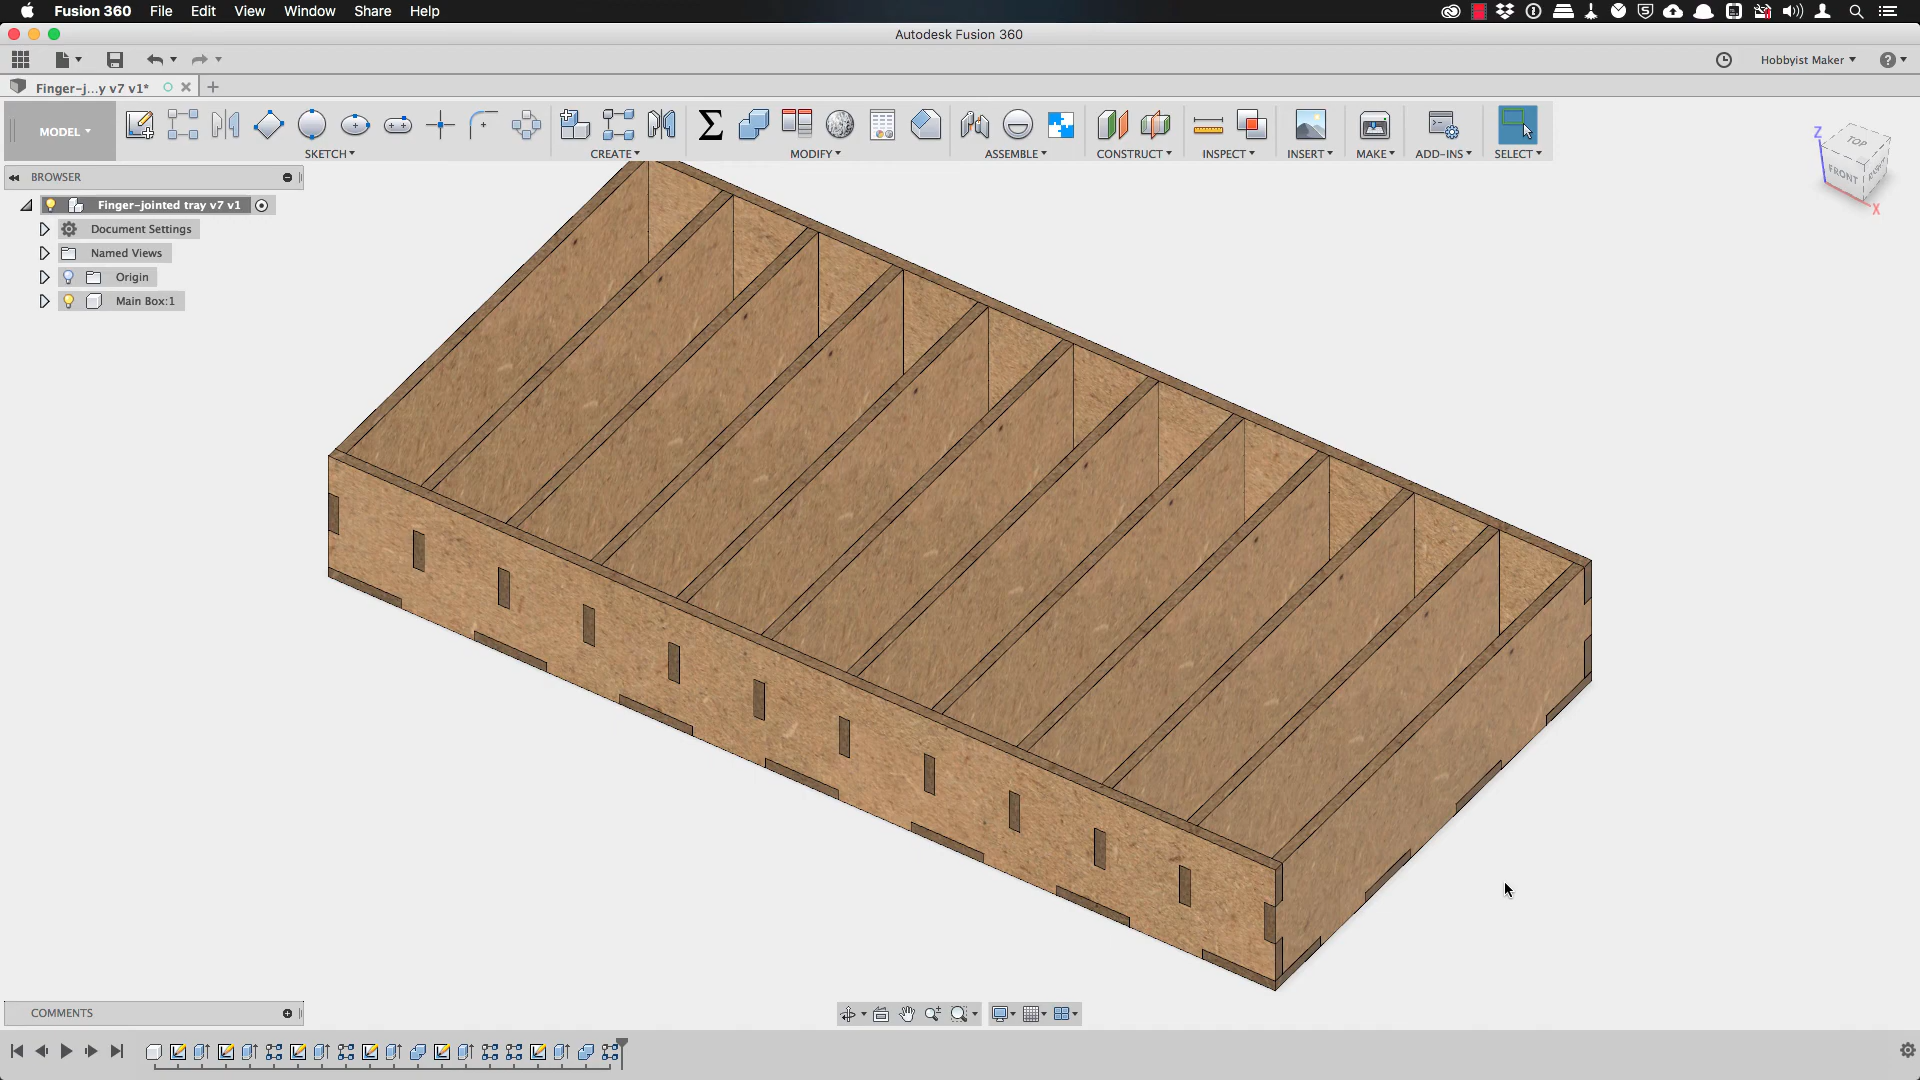 Fusion 360 File Edit View Window Share Help
Autodesk Fusion 360
Hobbyist Maker
Finger-j...y v7 v1*
MODEL
SKETCH CREATE MODIFY ASSEMBLE CONSTRUCT INSPECT INSERT MAKE ADD-INS SELECT
Z
TOP
FRONT
X
BROWSER
Finger-jointed tray v7 v1
Document Settings
Named Views
Origin
Main Box:1
COMMENTS